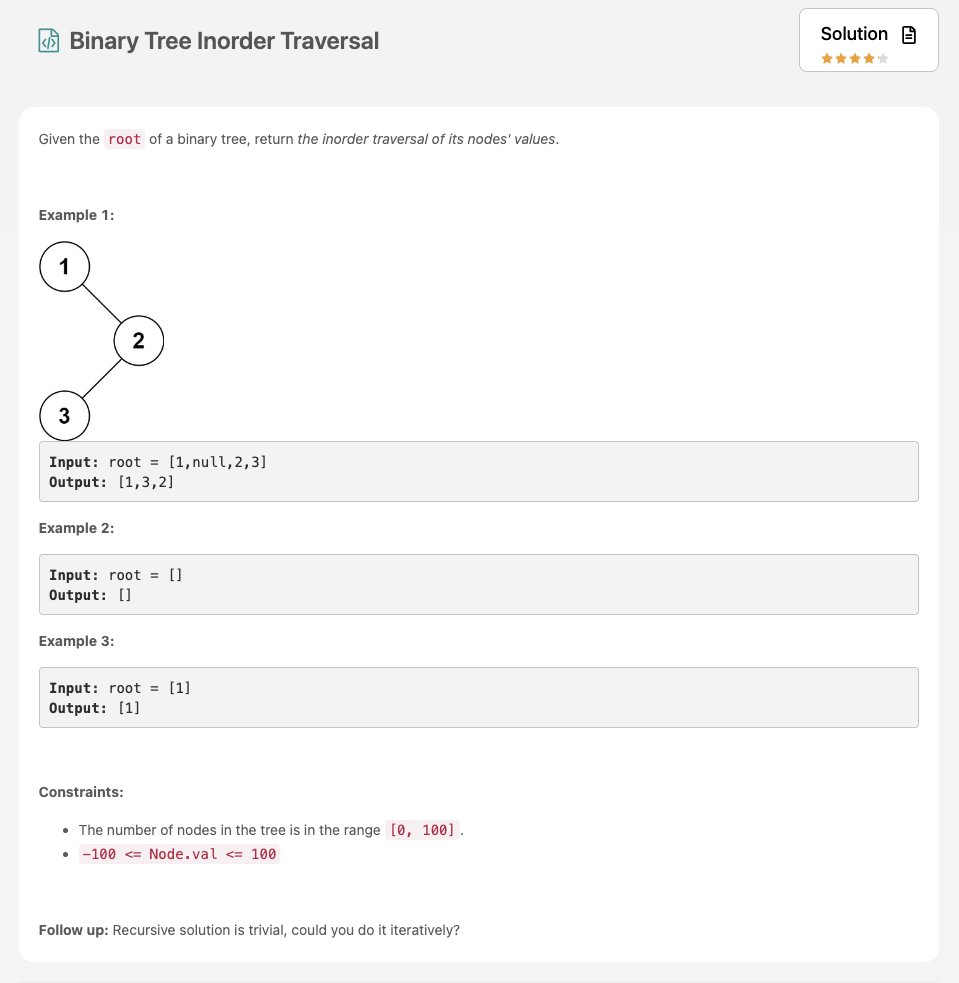 Binary Tree Inorder Traversal
Solution
Given the root of a binary tree, return the inorder traversal of its nodes' values.
Example 1:
1
2
3
Input: root = [1,null,2,3]
Output: [1,3,2]
Example 2:
Input: root = []
Output: []
Example 3:
Input: root = [1]
Output: [1]
Constraints:
• The number of nodes in the tree is in the range [0, 100].
• -100 <= Node.val <= 100
Follow up: Recursive solution is trivial, could you do it iteratively?